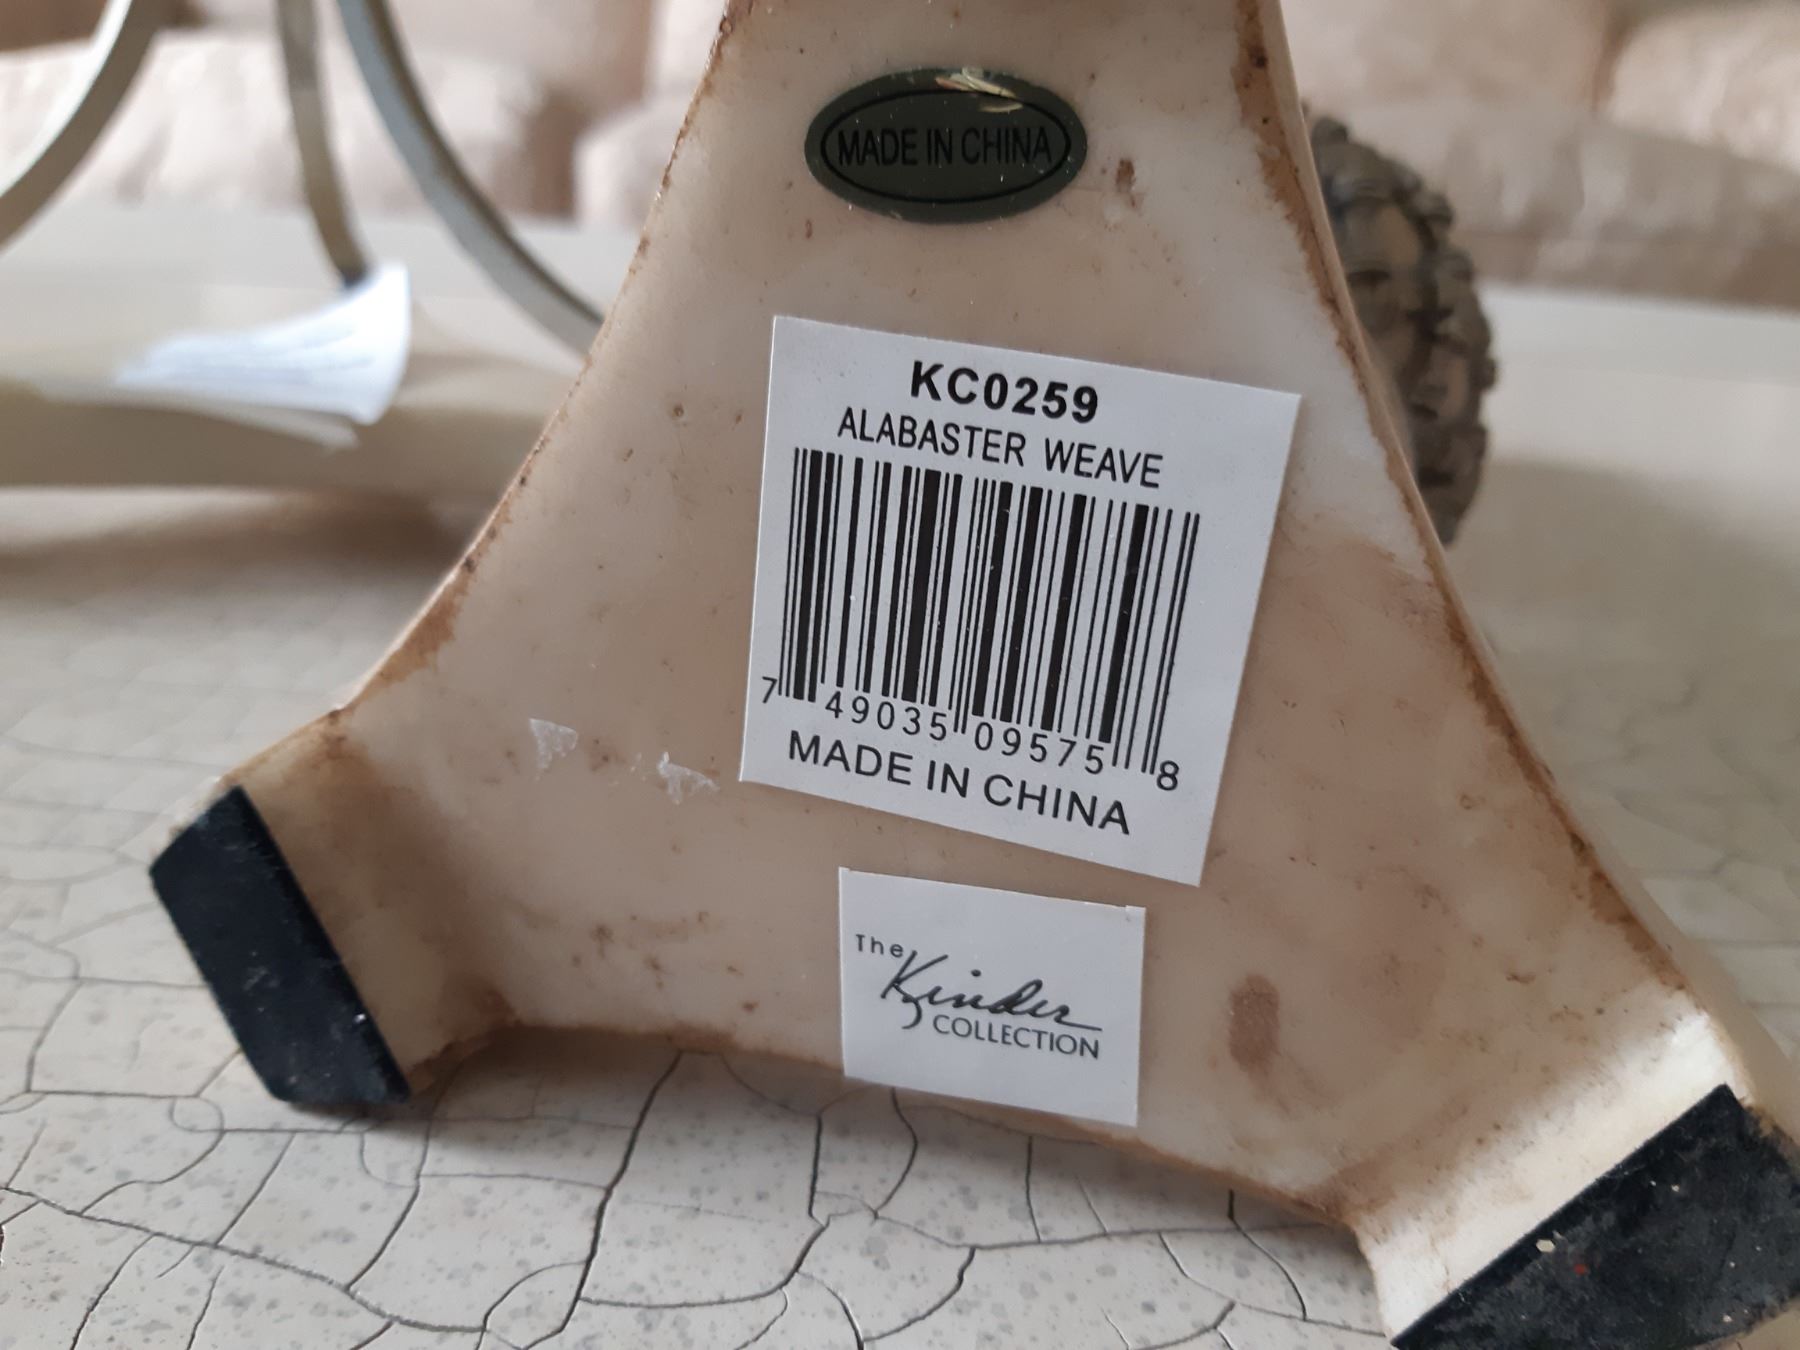 MADE IN CHINA
KC0259
ALABASTER WEAVE
7 49035 09575 8
MADE IN CHINA
The Kinder
COLLECTION